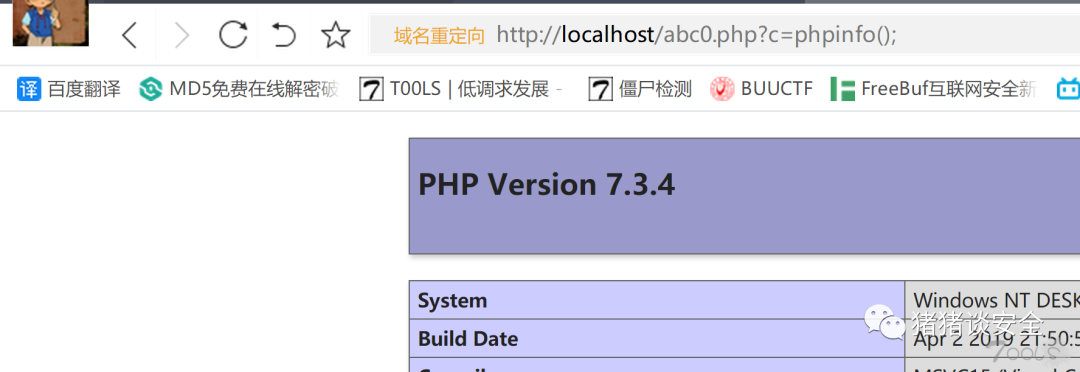 域名重定向 http://localhost/abc0.php?c=phpinfo();
译 百度翻译 MD5免费在线解密破 T00LS | 低调求发展 - 僵尸检测 BUUCTF FreeBuf互联网安全新
PHP Version 7.3.4
System Windows NT DESK
Build Date Apr 2 2019 21:50:5
猪猪谈安全
T00LS